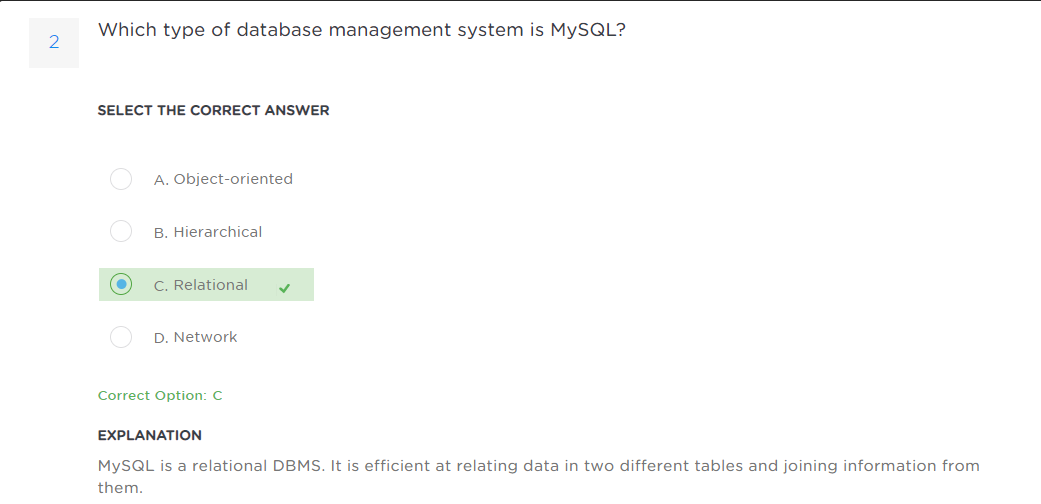 2
Which type of database management system is MySQL?
SELECT THE CORRECT ANSWER
A. Object-oriented
B. Hierarchical
C. Relational
D. Network
Correct Option: C
EXPLANATION
MySQL is a relational DBMS. It is efficient at relating data in two different tables and joining information from
them.